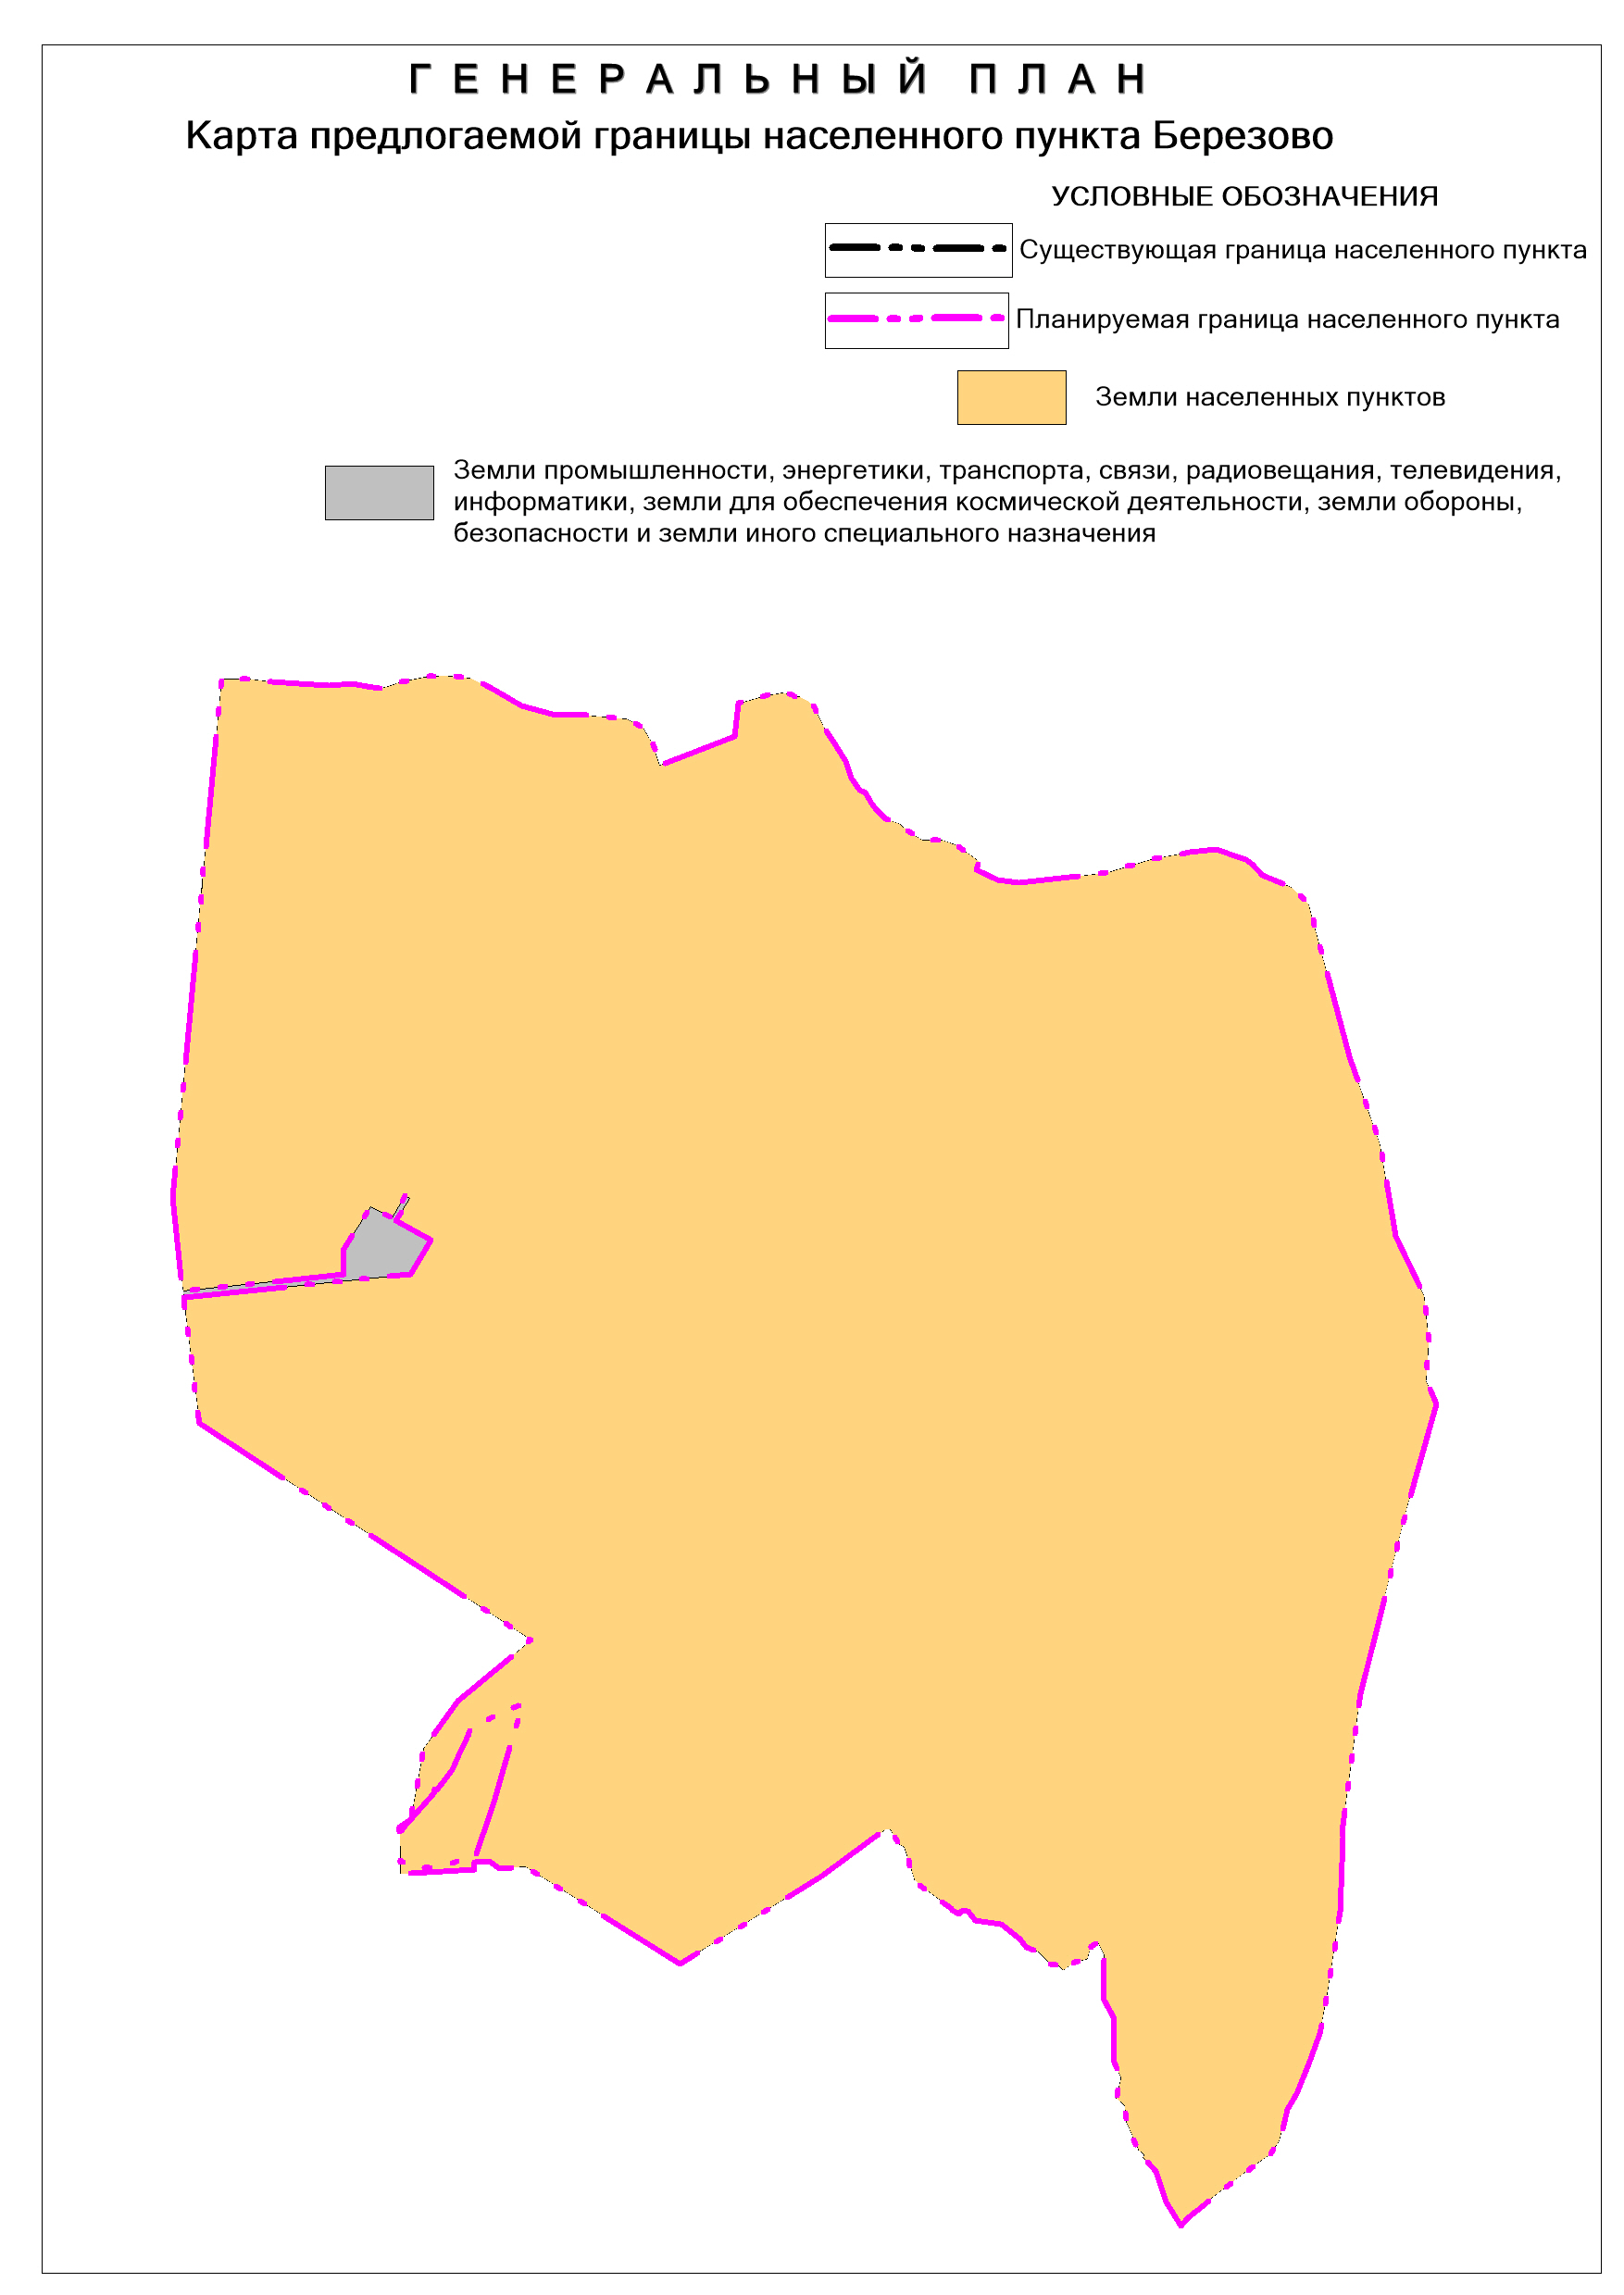 ГЕНЕРАЛЬНЫЙ ПЛАН
Карта предлогаемой границы населенного пункта Березово
УСЛОВНЫЕ ОБОЗНАЧЕНИЯ
Существующая граница населенного пункта
Планируемая граница населенного пункта
Земли населенных пунктов
Земли промышленности, энергетики, транспорта, связи, радиовещания, телевидения,
информатики, земли для обеспечения космической деятельности, земли обороны,
безопасности и земли иного специального назначения